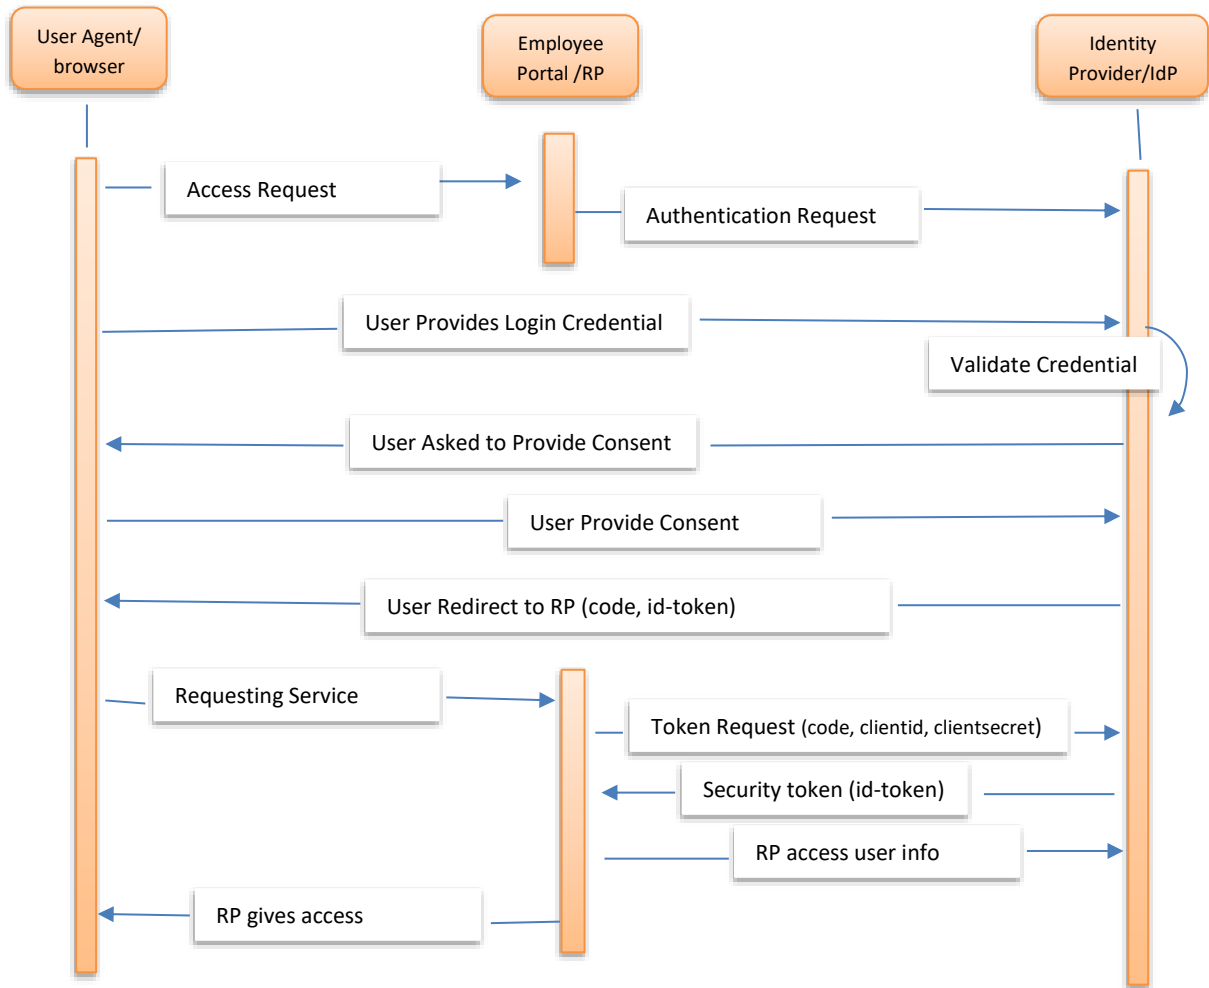 User Agent/
browser
Employee
Portal /RP
Identity
Provider/IdP
Access Request
Authentication Request
User Provides Login Credential
Validate Credential
User Asked to Provide Consent
User Provide Consent
User Redirect to RP (code, id-token)
Requesting Service
Token Request (code, clientid, clientsecret)
Security token (id-token)
RP access user info
RP gives access